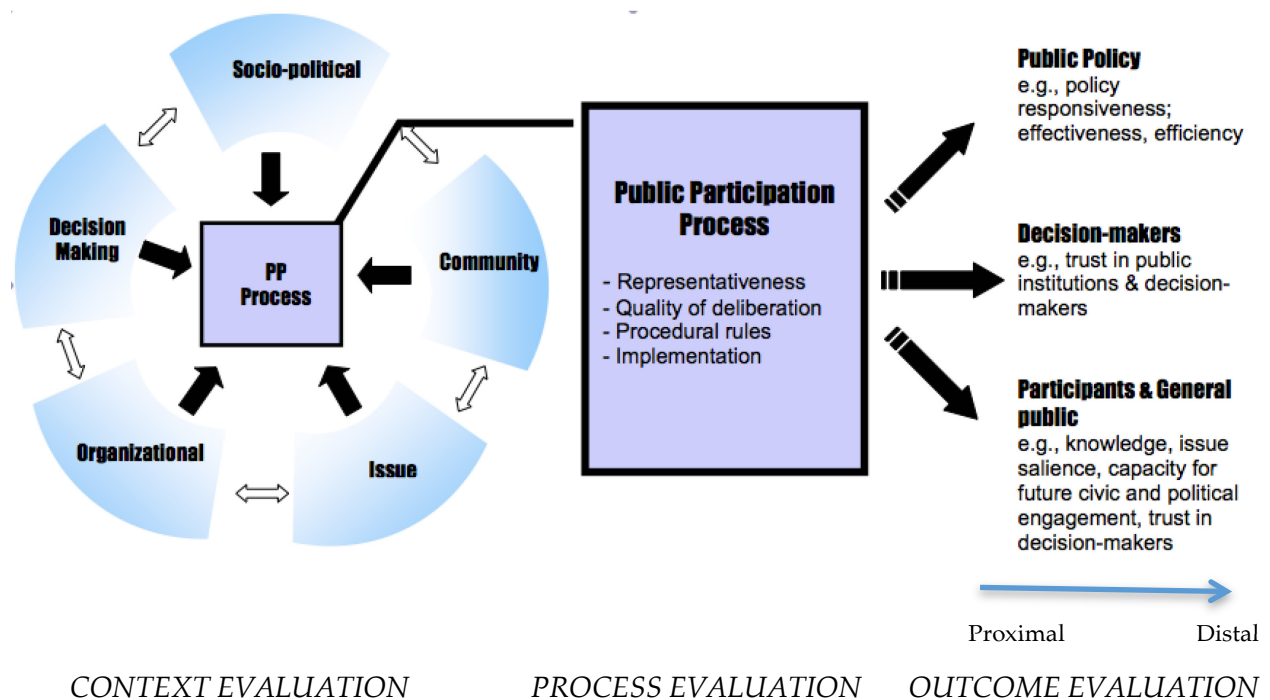 Socio-political
Decision
Making
PP
Process
Community
Organizational
Issue
Public Participation
Process
- Representativeness
- Quality of deliberation
- Procedural rules
- Implementation
Public Policy
e.g., policy
responsiveness;
effectiveness, efficiency
Decision-makers
e.g., trust in public
institutions & decision-
makers
Participants & General
public
e.g., knowledge, issue
salience, capacity for
future civic and political
engagement, trust in
decision-makers
Proximal Distal
CONTEXT EVALUATION PROCESS EVALUATION OUTCOME EVALUATION